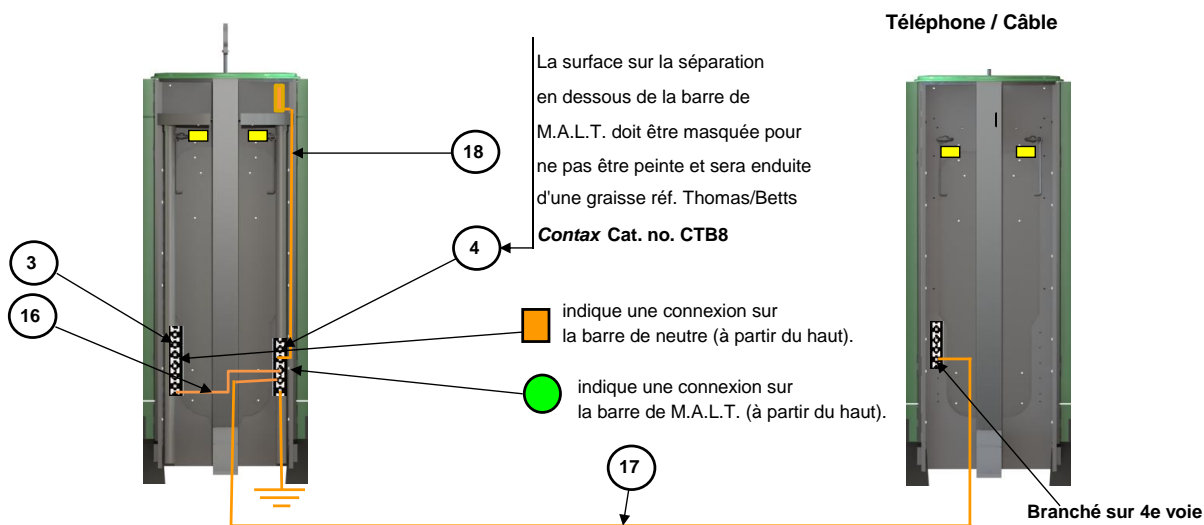 Téléphone / Câble
La surface sur la séparation
en dessous de la barre de
M.A.L.T. doit être masquée pour
ne pas être peinte et sera enduite
d'une graisse réf. Thomas/Betts
Contax Cat. no. CTB8
18
4
3
16
indique une connexion sur
la barre de neutre (à partir du haut).
indique une connexion sur
la barre de M.A.L.T. (à partir du haut).
17
Branché sur 4e voie